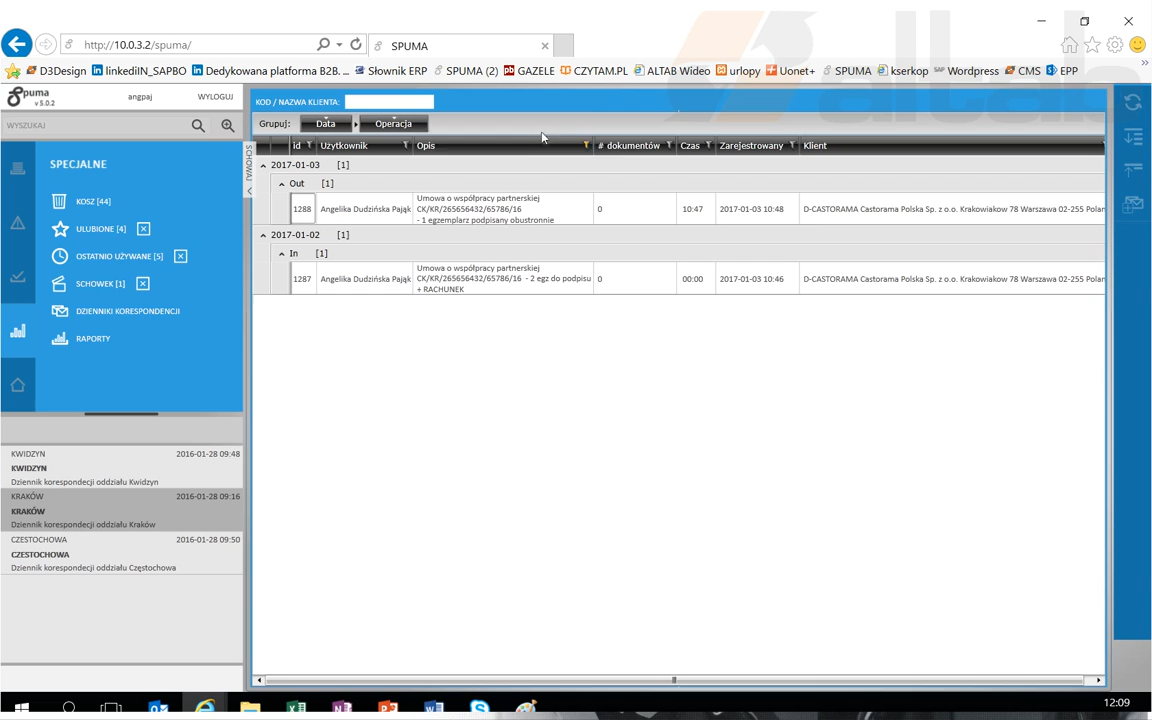 http://10.0.3.2/spuma/
SPUMA
D3Design linkediIN_SAPBO Dedykowana platforma B2B. ... Słownik ERP SPUMA (2) GAZELE CZYTAM.PL ALTAB Wideo urlopy Uonet+ SPUMA kserkop Wordpress CMS EPP
altab
Spuma
v 5.0.2
angpaj
WYLOGUJ
WYSZUKAJ
SPECJALNE
KOSZ [44]
ULUBIONE [4]
OSTATNIO UŻYWANE [5]
SCHOWEK [1]
DZIENNIKI KORESPONDENCJI
RAPORTY
KWIDZYN 2016-01-28 09:48
KWIDZYN
Dziennik korespondecji oddziału Kwidzyn
KRAKÓW 2016-01-28 09:16
KRAKÓW
Dziennik korespondecji oddziału Kraków
CZESTOCHOWA 2016-01-28 09:50
CZESTOCHOWA
Dziennik korespondecji oddziału Częstochowa
SCHOWAJ
KOD / NAZWA KLIENTA:
Grupuj: Data Operacja
id Użytkownik Opis # dokumentów Czas Zarejestrowany Klient
2017-01-03 [1]
Out [1]
1288 Angelika Dudzińska Pająk Umowa o współpracy partnerskiej
CK/KR/265656432/65786/16
- 1 egzemplarz podpisany obustronnie
0 10:47 2017-01-03 10:48 D-CASTORAMA Castorama Polska Sp. z o.o. Krakowiakow 78 Warszawa 02-255 Polan
2017-01-02 [1]
In [1]
1287 Angelika Dudzińska Pająk Umowa o współpracy partnerskiej
CK/KR/265656432/65786/16 - 2 egz do podpisu
+ RACHUNEK
0 00:00 2017-01-03 10:46 D-CASTORAMA Castorama Polska Sp. z o.o. Krakowiakow 78 Warszawa 02-255 Polan
12:09